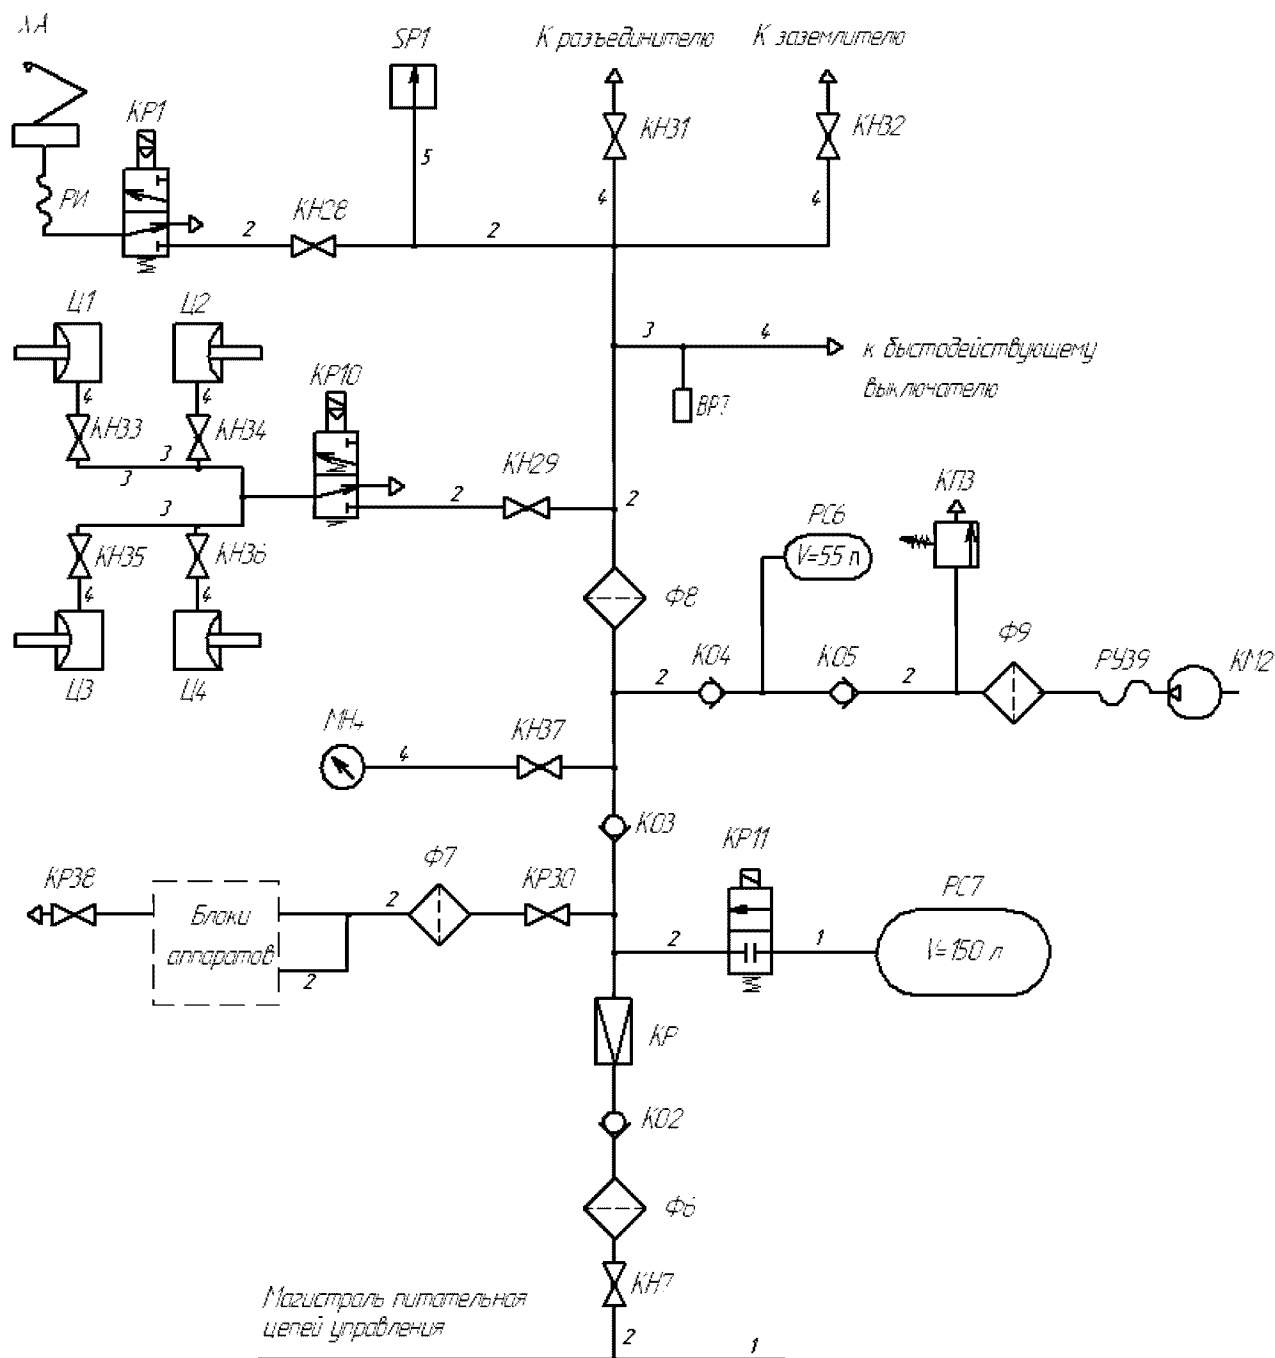 ХА
SP1
К разъединителю
К заземлителю
КР1
КН31
КН32
5
РИ
КН28
4
4
2
2
Ц1
Ц2
3
4
к быстодействующему
выключателю
КР10
ВР?
4
4
КН33
КН34
КН29
3
3
2
2
КП3
3
РС6
V=55 л
КН35
КН36
4
4
Ф8
Ф9
КО4
КО5
РУ39
КМ2
Ц3
Ц4
2
2
МН4
КН37
4
КО3
КР11
КР38
Ф7
КР30
РС7
2
Блоки
аппаратов
2
2
1
V=150 л
КР
КО2
Ф6
КН7
Магистраль питательная
цепей управления
2
1